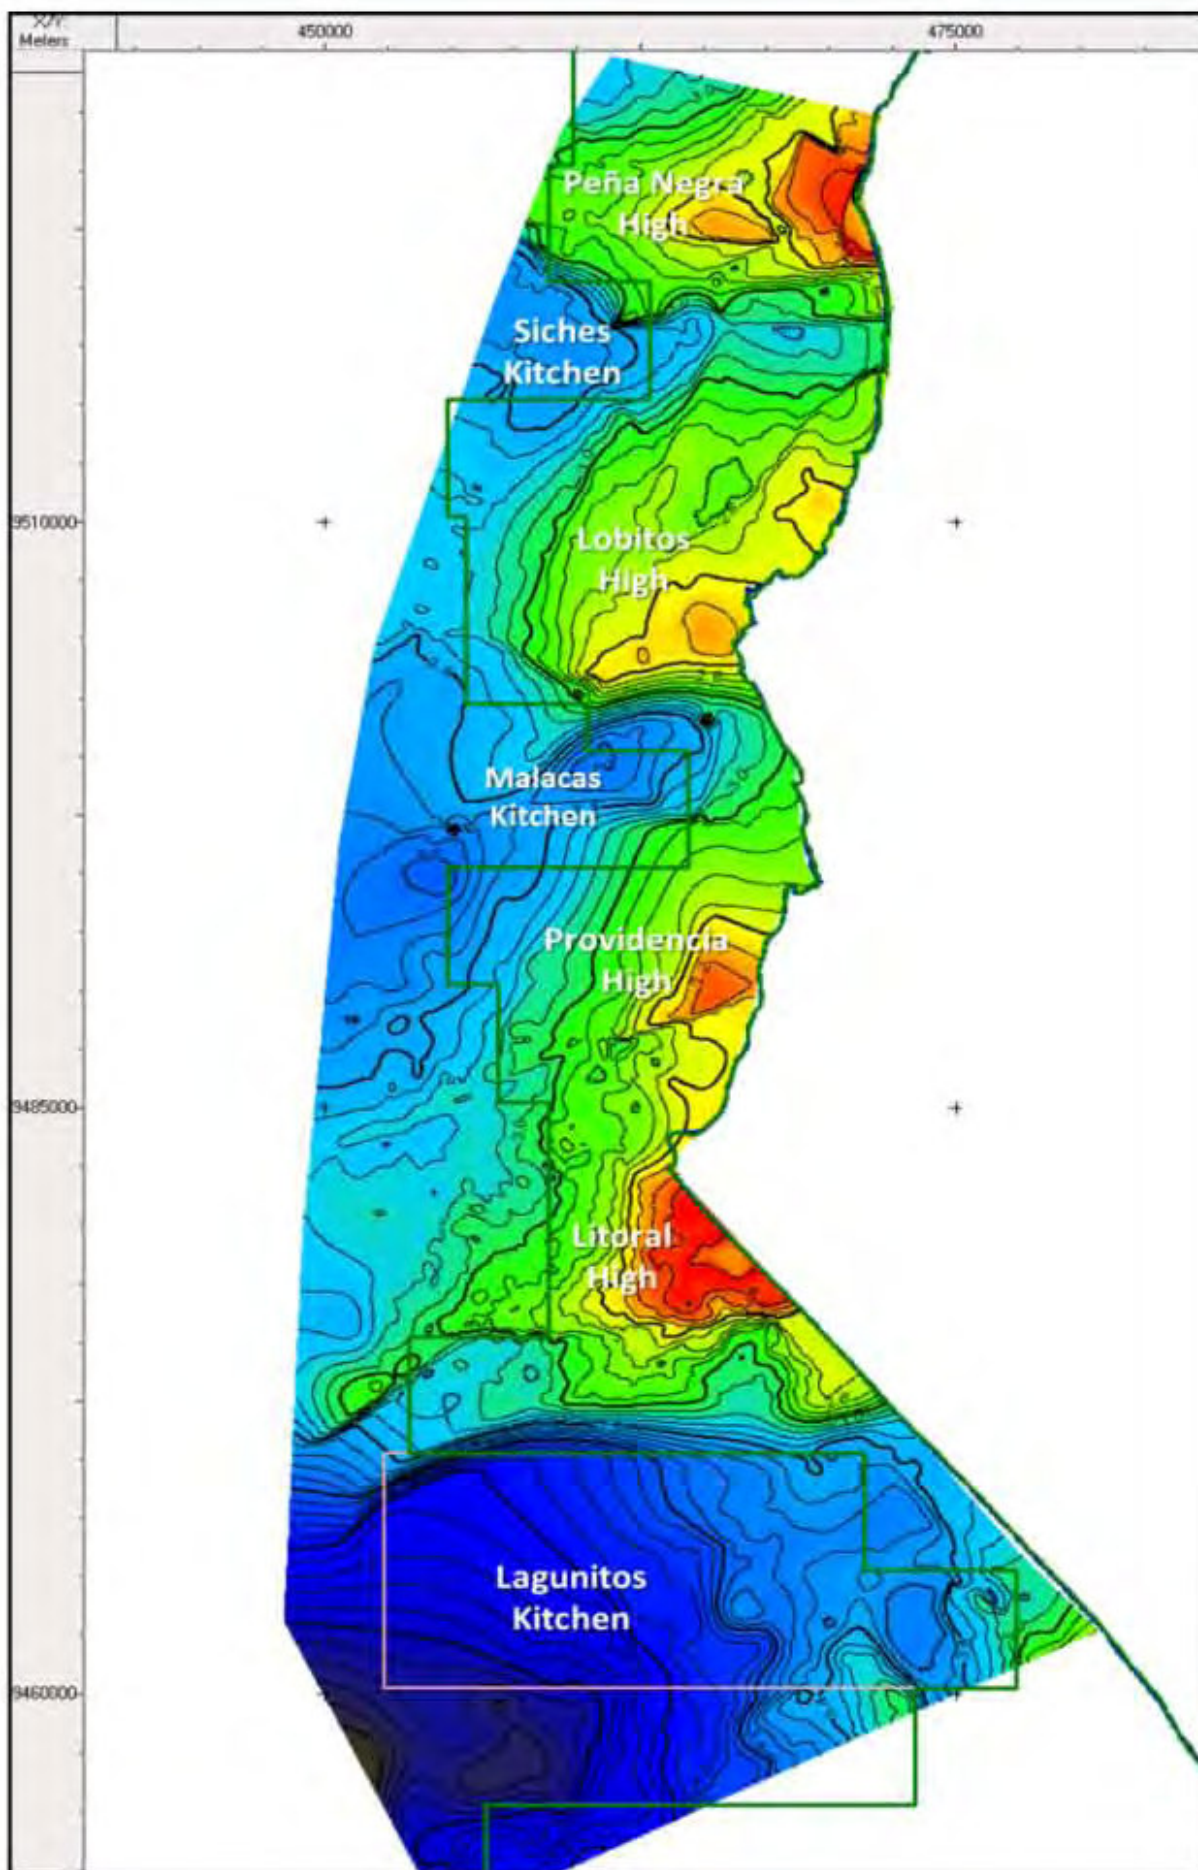 X/Y:
Meters
450000
475000
Peña Negra
High
Siches
Kitchen
9510000
Lobitos
High
Malacas
Kitchen
Providencia
High
9485000
Litoral
High
Lagunitos
Kitchen
9460000